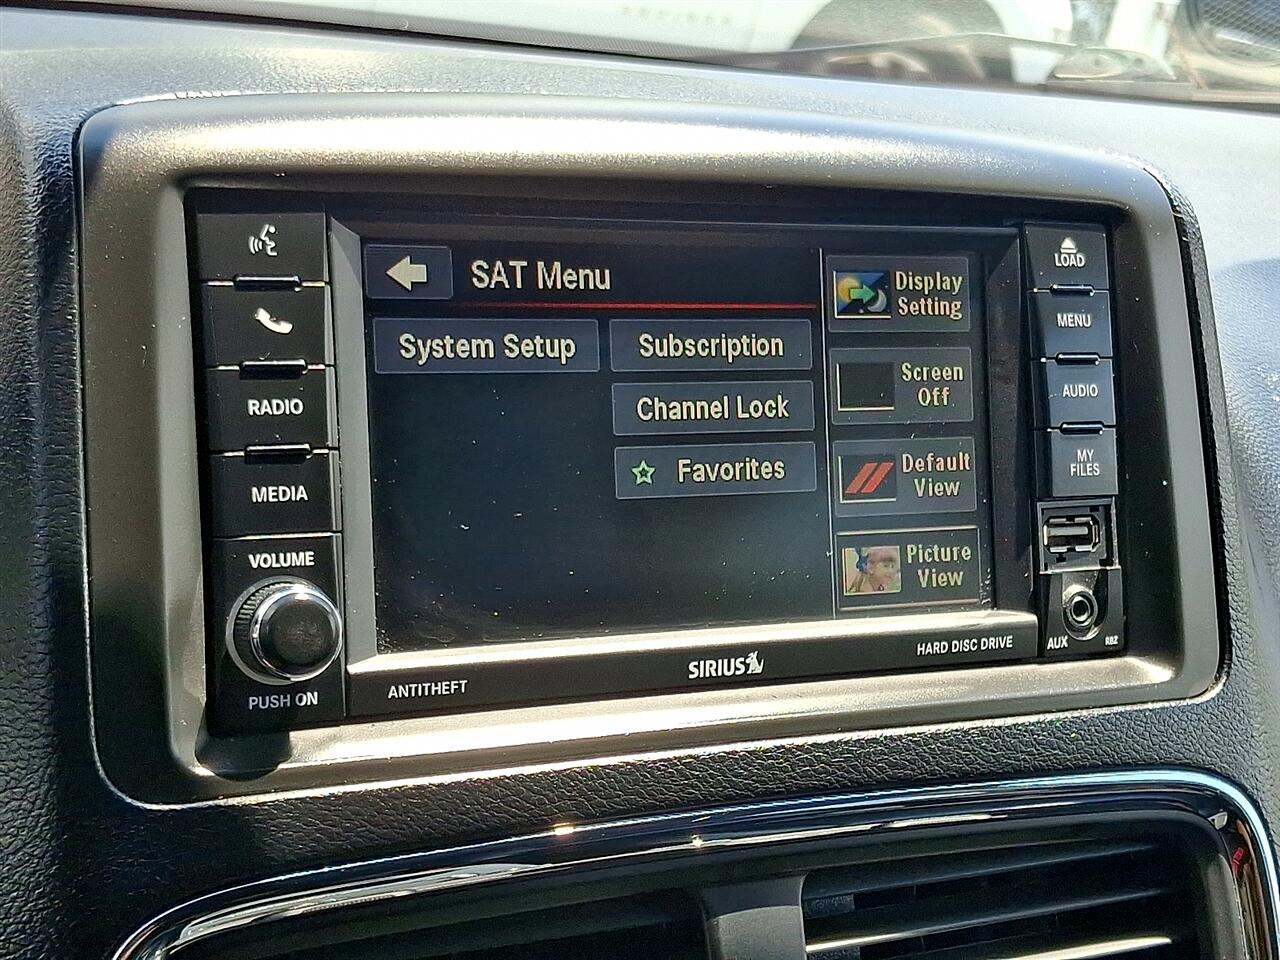 SAT Menu
System Setup
Subscription
Channel Lock
Favorites
Display
Setting
Screen
Off
Default
View
Picture
View
RADIO
MEDIA
VOLUME
PUSH ON
LOAD
MENU
AUDIO
MY
FILES
AUX
RBZ
ANTITHEFT
SIRIUS
HARD DISC DRIVE